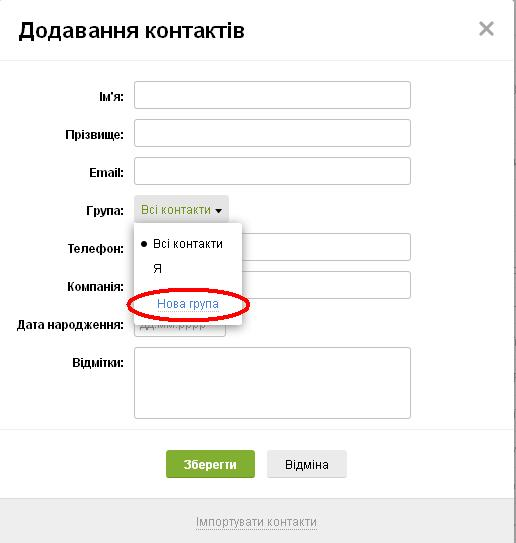 Додавання контактів
Ім'я:
Прізвище:
Email:
Група: Всі контакти
Всі контакти
Я
Нова група
Телефон:
Компанія:
Дата народження: дд.мм.рррр
Відмітки:
Зберегти Відміна
Імпортувати контакти